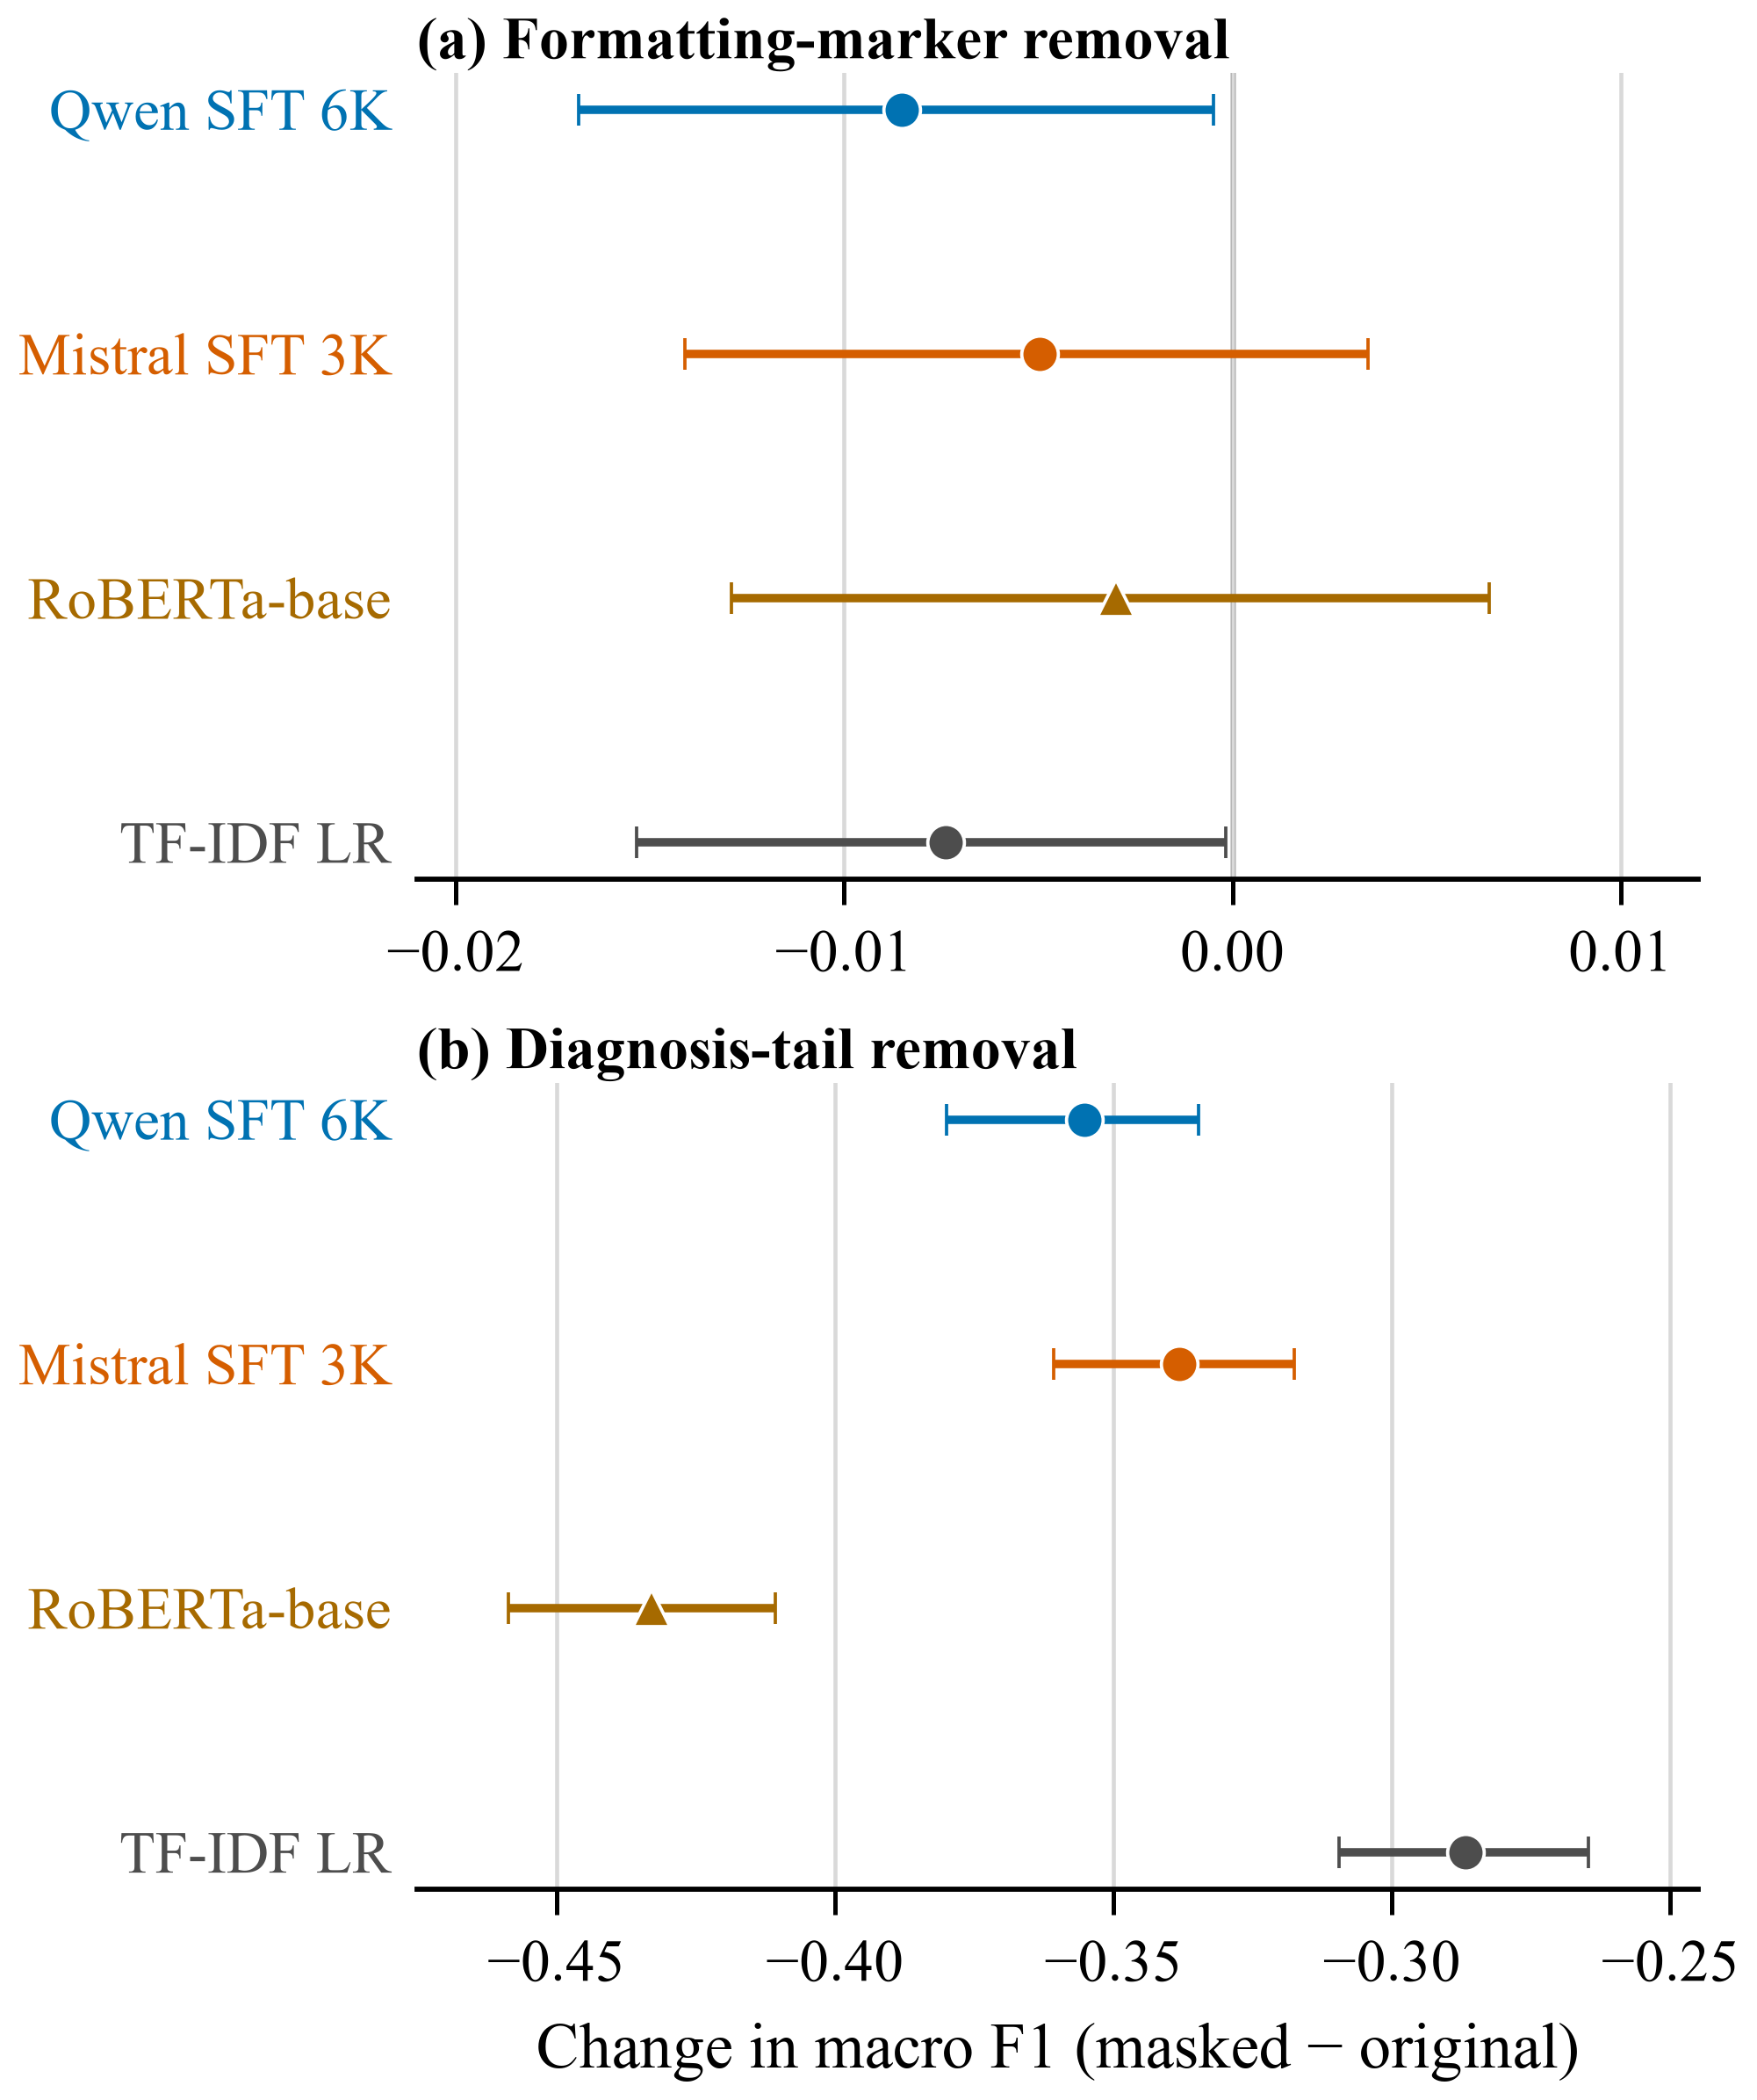 (a) Formatting-marker removal
Qwen SFT 6K
Mistral SFT 3K
RoBERTa-base
TF-IDF LR
−0.02 −0.01 0.00 0.01
(b) Diagnosis-tail removal
Qwen SFT 6K
Mistral SFT 3K
RoBERTa-base
TF-IDF LR
−0.45 −0.40 −0.35 −0.30 −0.25
Change in macro F1 (masked − original)